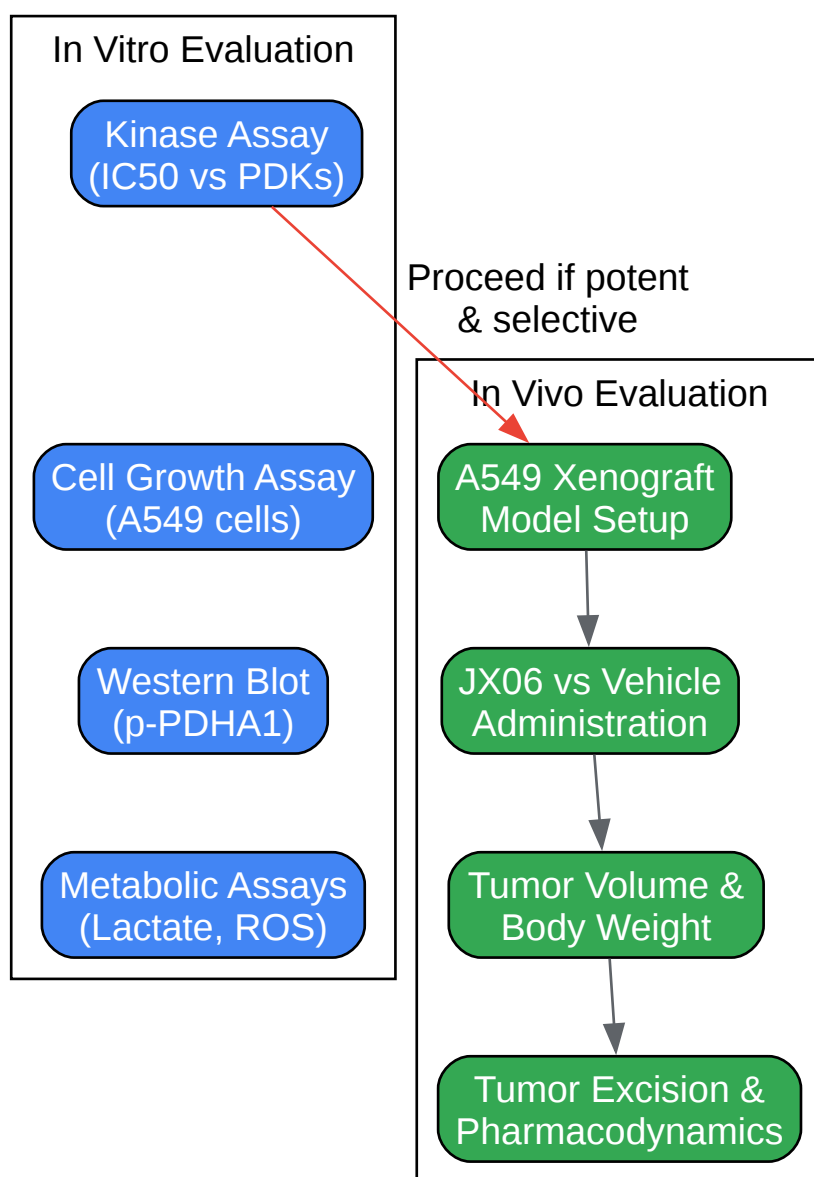 In Vitro Evaluation
Kinase Assay
(IC50 vs PDKs)
Proceed if potent
& selective
In Vivo Evaluation
Cell Growth Assay
(A549 cells)
A549 Xenograft
Model Setup
Western Blot
(p-PDHA1)
JX06 vs Vehicle
Administration
Metabolic Assays
(Lactate, ROS)
Tumor Volume &
Body Weight
Tumor Excision &
Pharmacodynamics